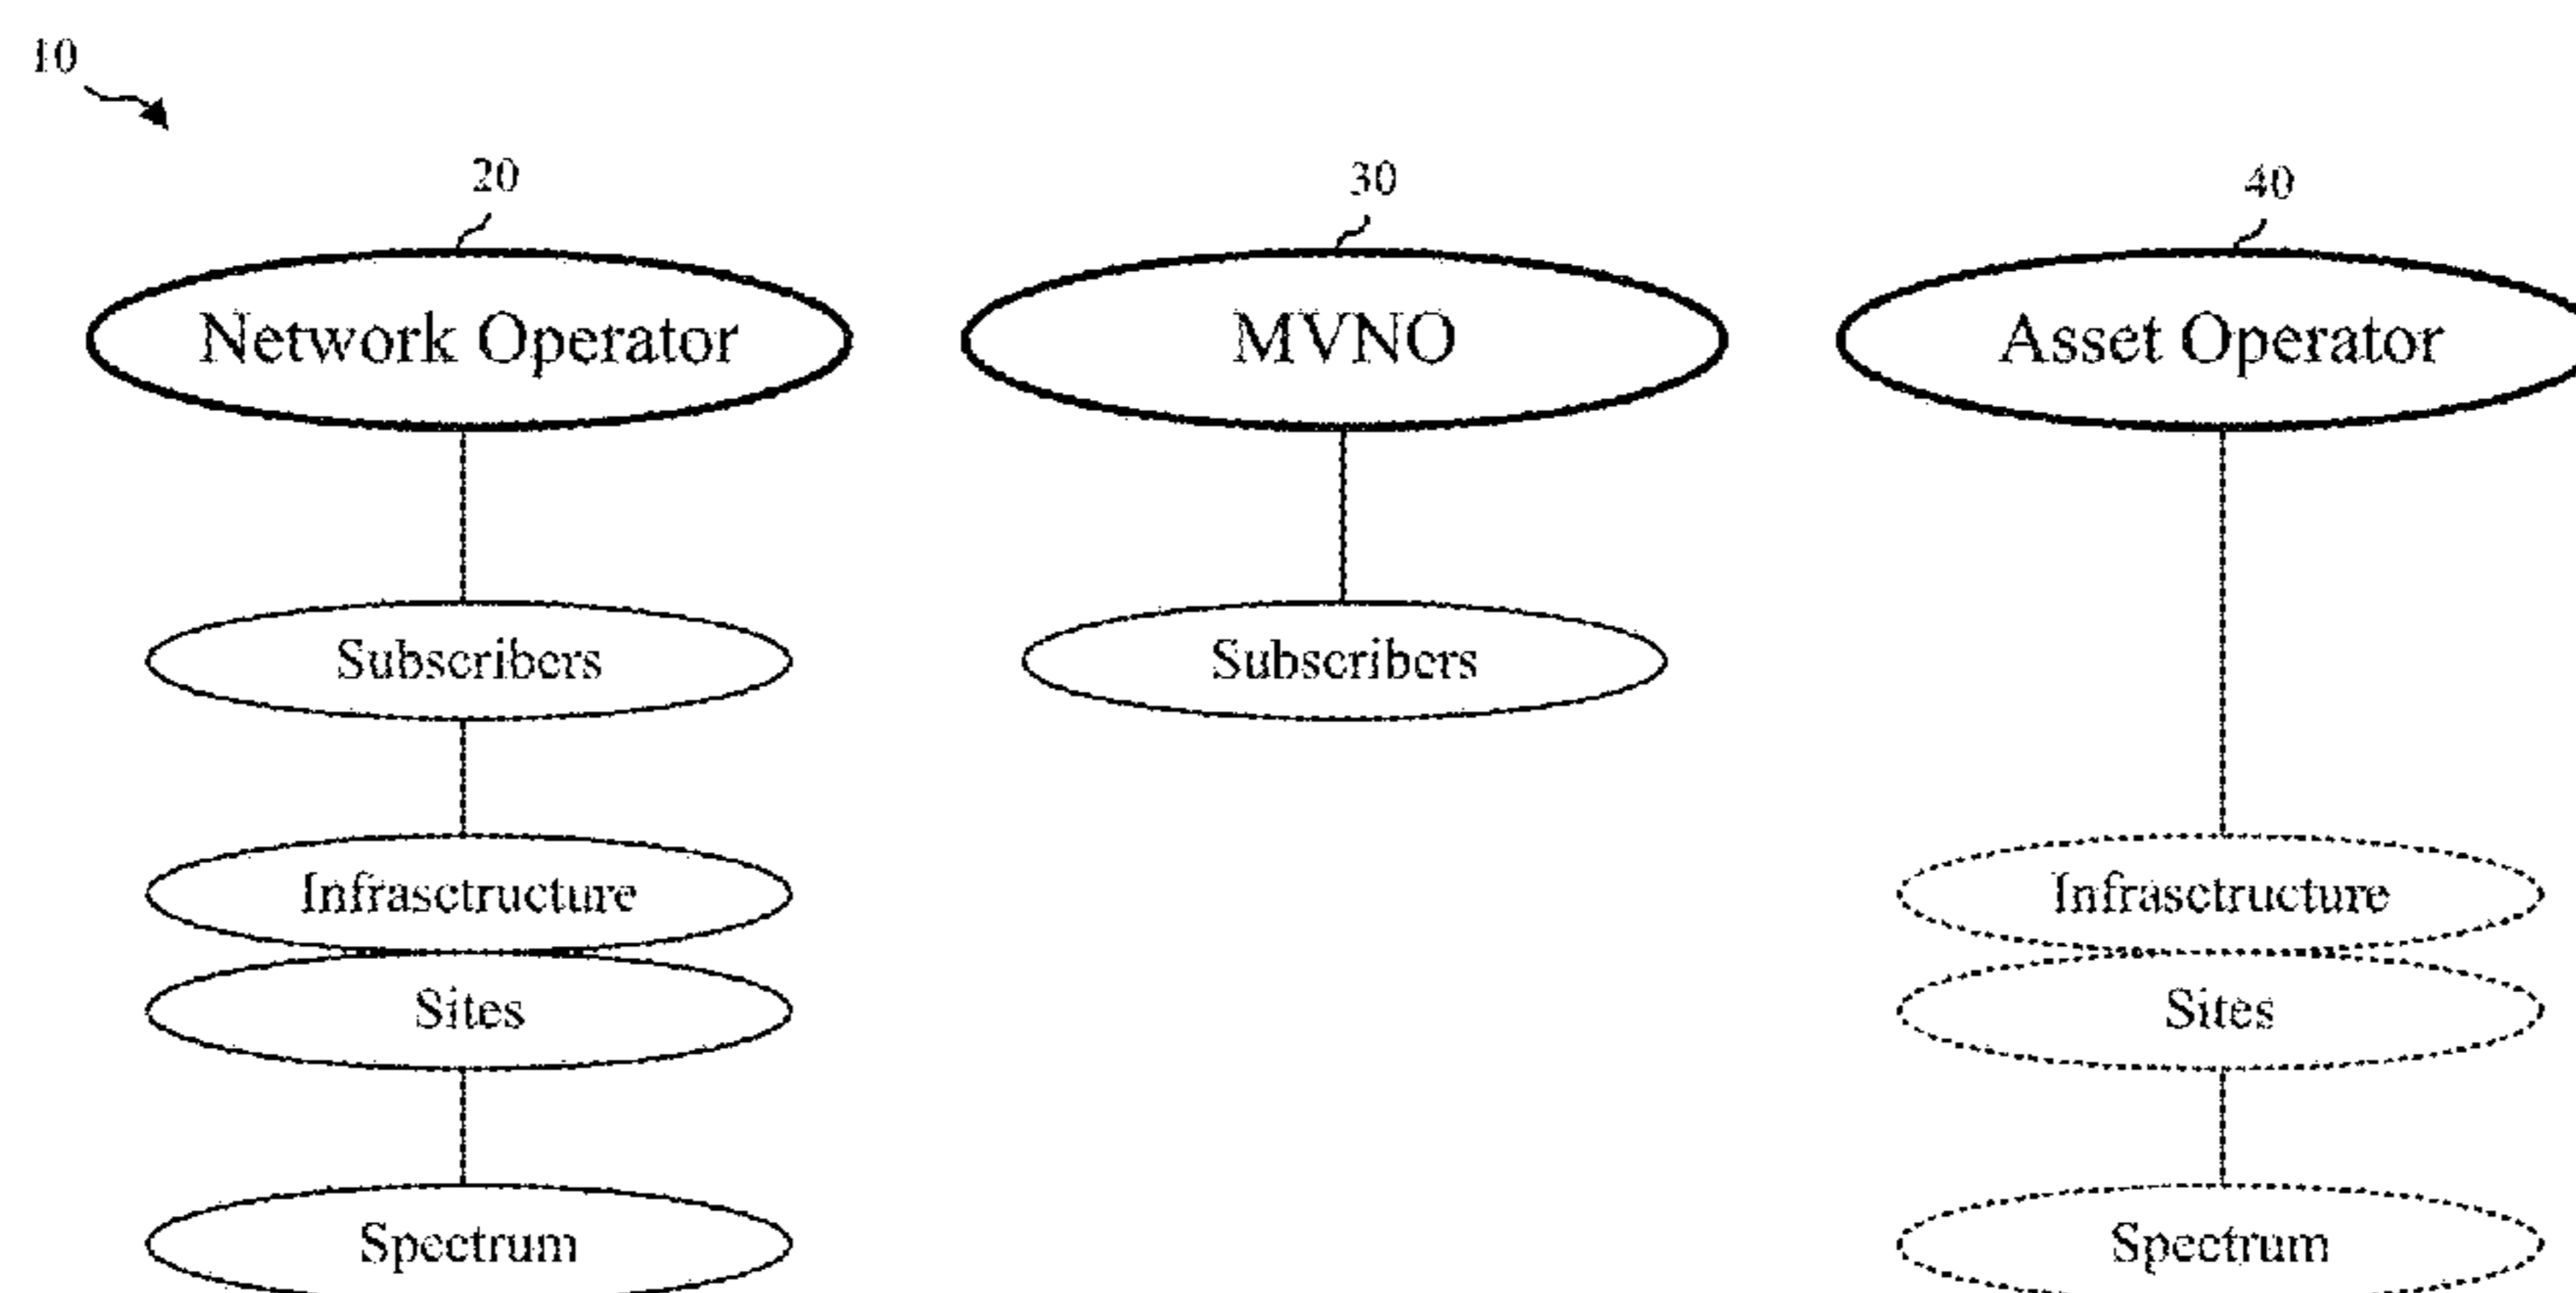 10
20 30 40
Network Operator MVNO Asset Operator
Subscribers Subscribers
Infrasctructure Infrasctructure
Sites Sites
Spectrum Spectrum